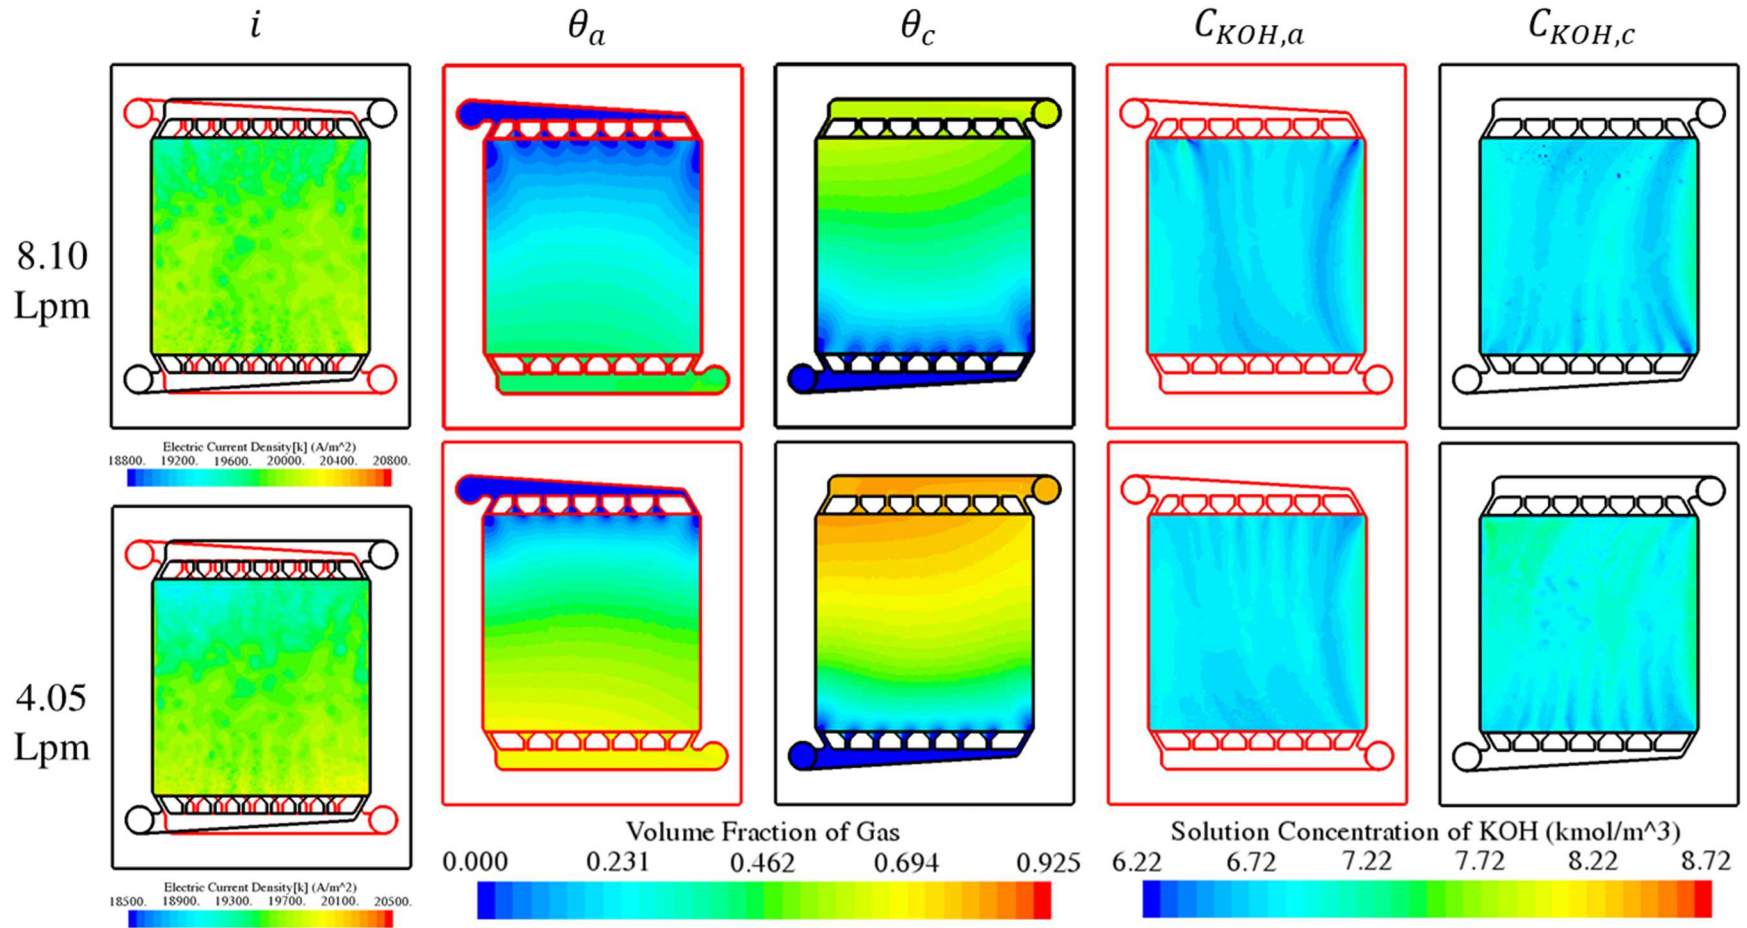 i θa θc CKOH,a CKOH,c
8.10
Lpm
Electric Current Density[k] (A/m^2)
18800. 19200. 19600. 20000. 20400. 20800.
4.05
Lpm
Electric Current Density[k] (A/m^2)
18500. 18900. 19300. 19700. 20100. 20500.
Volume Fraction of Gas
0.000 0.231 0.462 0.694 0.925
Solution Concentration of KOH (kmol/m^3)
6.22 6.72 7.22 7.72 8.22 8.72